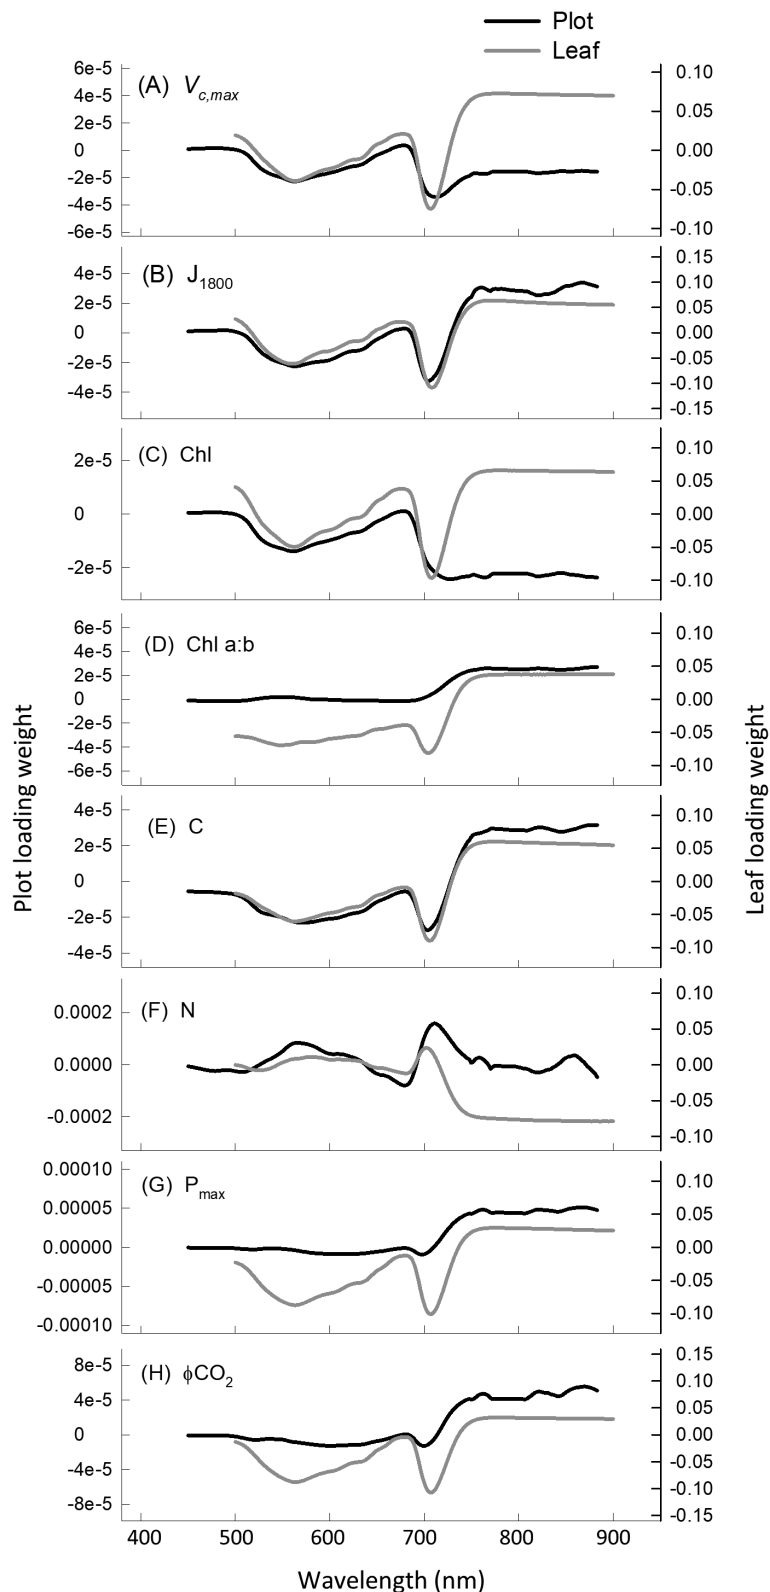 Plot
Leaf
(A) Vc,max
6e-5
4e-5
2e-5
0
-2e-5
-4e-5
-6e-5
0.10
0.05
0.00
-0.05
-0.10
(B) J1800
4e-5
2e-5
0
-2e-5
-4e-5
0.15
0.10
0.05
0.00
0.05
0.10
0.15
(C) Chl
2e-5
0
-2e-5
0.10
0.05
0.00
-0.05
-0.10
(D) Chl a:b
6e-5
4e-5
2e-5
0
-2e-5
-4e-5
-6e-5
0.10
0.05
0.00
-0.05
-0.10
(E) C
4e-5
2e-5
0
-2e-5
-4e-5
0.10
0.05
0.00
-0.05
-0.10
(F) N
0.0002
0.0000
-0.0002
0.10
0.05
0.00
-0.05
-0.10
(G) Pmax
0.00010
0.00005
0.00000
-0.00005
-0.00010
0.10
0.05
0.00
-0.05
-0.10
(H) ϕCO2
8e-5
4e-5
0
-4e-5
-8e-5
0.15
0.10
0.05
0.00
-0.05
-0.10
-0.15
Plot loading weight
Leaf loading weight
400 500 600 700 800 900
Wavelength (nm)